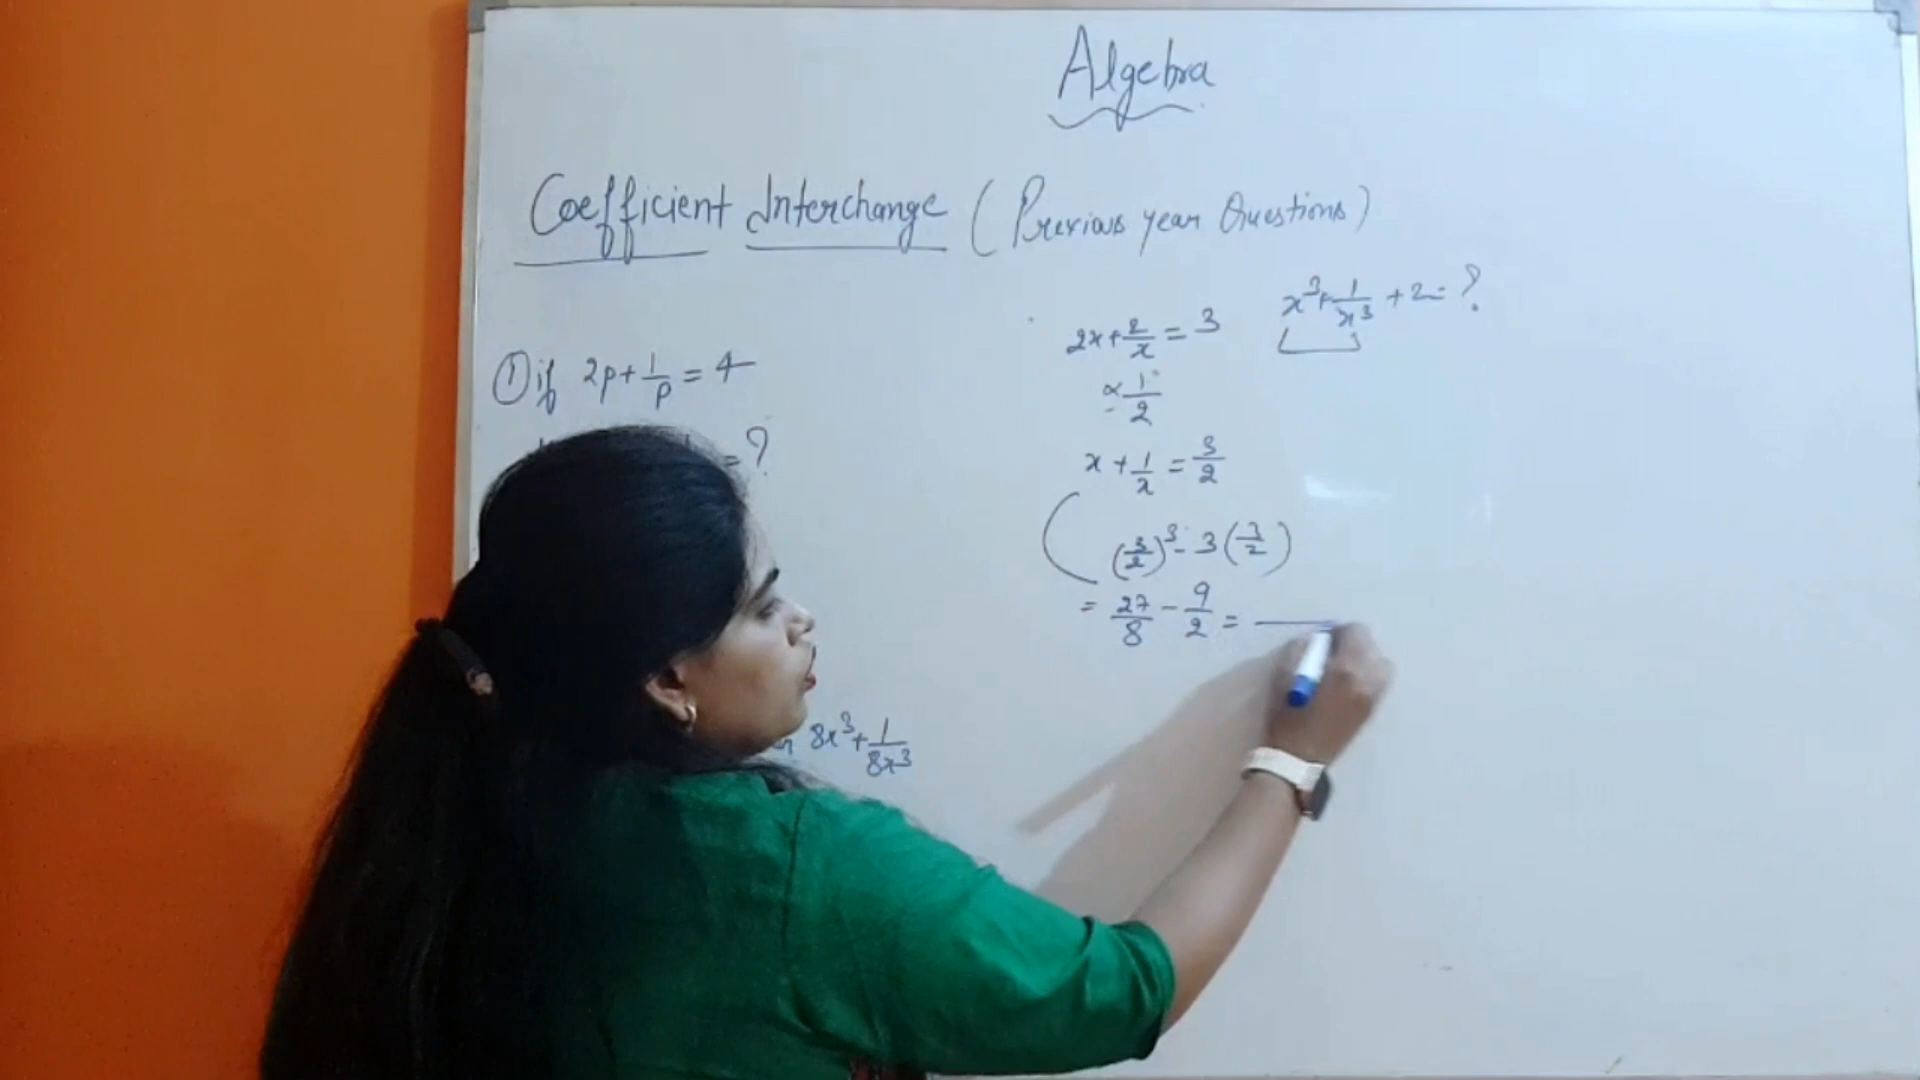 Algebra
Coefficient Interchange (Previous year Questions)
① if 2p+1/p = 4
= ?
8x³+1/8x³
2x+2/x = 3
x³+1/x³ +2 = ?
×1/2
x+1/x = 3/2
(3/2)³ - 3(3/2)
= 27/8 - 9/2 =